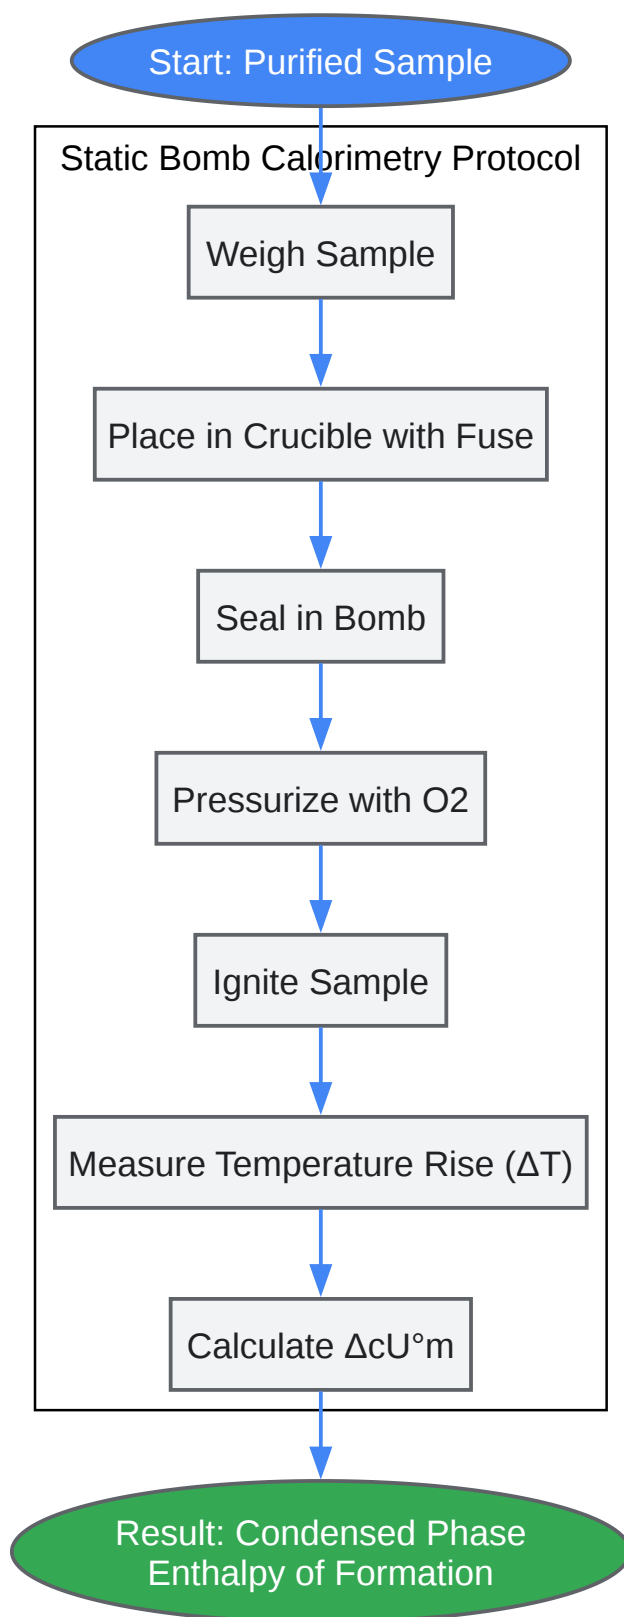 Start: Purified Sample
Static Bomb Calorimetry Protocol
Weigh Sample
Place in Crucible with Fuse
Seal in Bomb
Pressurize with O2
Ignite Sample
Measure Temperature Rise (ΔT)
Calculate ΔcU°m
Result: Condensed Phase
Enthalpy of Formation